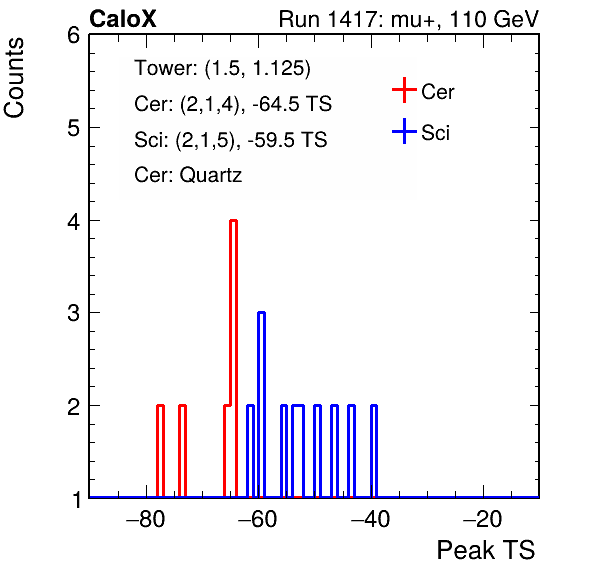 CaloX Run 1417: mu+, 110 GeV
Counts
Tower: (1.5, 1.125)
Cer: (2,1,4), -64.5 TS
Sci: (2,1,5), -59.5 TS
Cer: Quartz
Cer
Sci
6
5
4
3
2
1
−80 −60 −40 −20
Peak TS